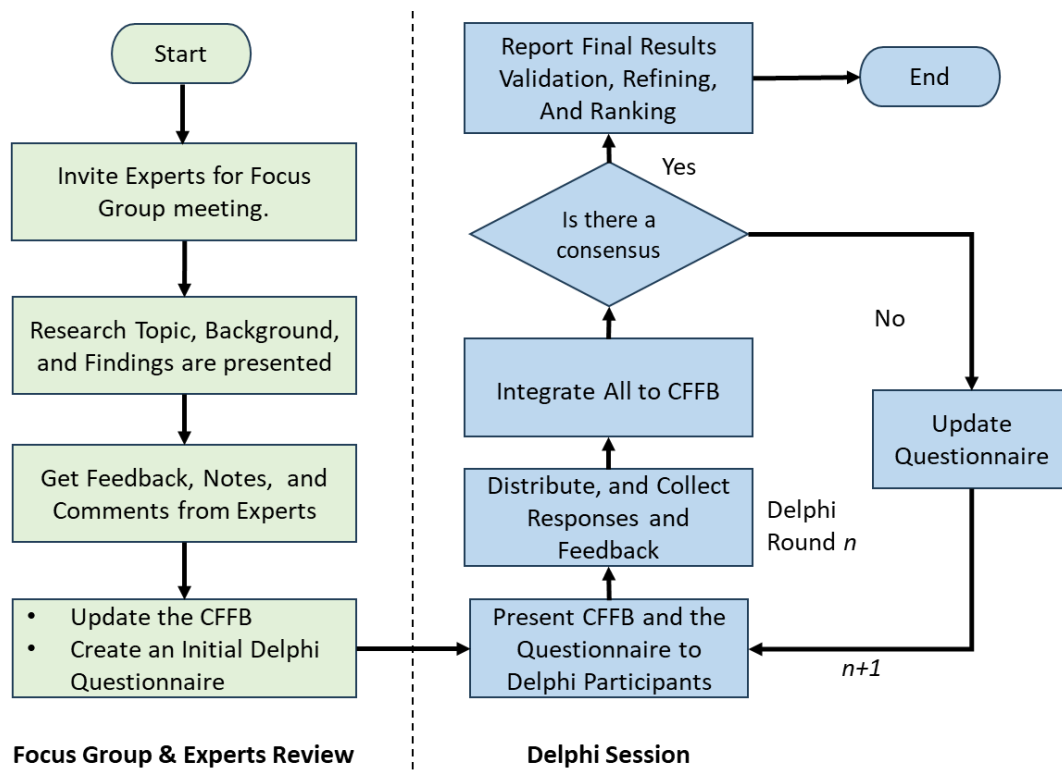 Start
Invite Experts for Focus
Group meeting.
Research Topic, Background,
and Findings are presented
Get Feedback, Notes, and
Comments from Experts
• Update the CFFB
• Create an Initial Delphi
Questionnaire
Focus Group & Experts Review
Report Final Results
Validation, Refining,
And Ranking
End
Yes
Is there a
consensus
No
Integrate All to CFFB
Update
Questionnaire
Distribute, and Collect
Responses and
Feedback
Delphi
Round n
Present CFFB and the
Questionnaire to
Delphi Participants
n+1
Delphi Session